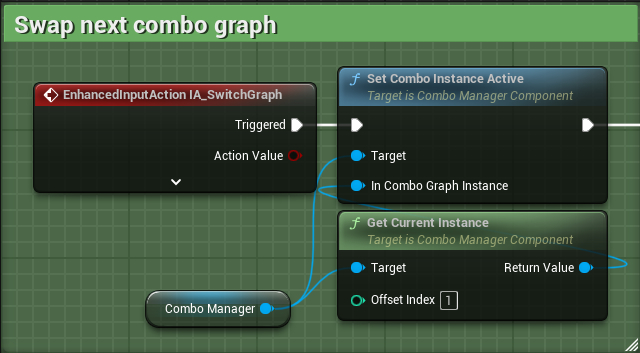 Swap next combo graph
EnhancedInputAction IA_SwitchGraph
Triggered
Action Value
f Set Combo Instance Active
Target is Combo Manager Component
Target
In Combo Graph Instance
f Get Current Instance
Target is Combo Manager Component
Target
Return Value
Offset Index 1
Combo Manager